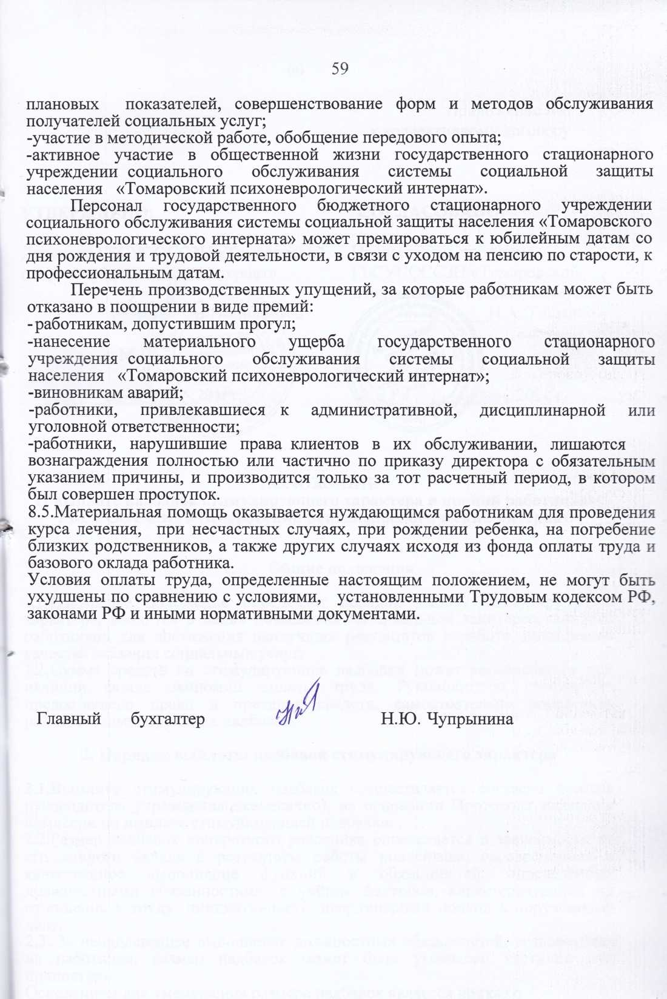 59
плановых показателей, совершенствование форм и методов обслуживания
получателей социальных услуг;
-участие в методической работе, обобщение передового опыта;
-активное участие в общественной жизни государственного стационарного
учреждении социального обслуживания системы социальной защиты
населения «Томаровский психоневрологический интернат».
Персонал государственного бюджетного стационарного учреждении
социального обслуживания системы социальной защиты населения «Томаровского
психоневрологического интерната» может премироваться к юбилейным датам со
дня рождения и трудовой деятельности, в связи с уходом на пенсию по старости, к
профессиональным датам.
Перечень производственных упущений, за которые работникам может быть
отказано в поощрении в виде премий:
- работникам, допустившим прогул;
-нанесение материального ущерба государственного стационарного
учреждения социального обслуживания системы социальной защиты
населения «Томаровский психоневрологический интернат»;
-виновникам аварий;
-работники, привлекавшиеся к административной, дисциплинарной или
уголовной ответственности;
-работники, нарушившие права клиентов в их обслуживании, лишаются
вознаграждения полностью или частично по приказу директора с обязательным
указанием причины, и производится только за тот расчетный период, в котором
был совершен проступок.
8.5.Материальная помощь оказывается нуждающимся работникам для проведения
курса лечения, при несчастных случаях, при рождении ребенка, на погребение
близких родственников, а также других случаях исходя из фонда оплаты труда и
базового оклада работника.
Условия оплаты труда, определенные настоящим положением, не могут быть
ухудшены по сравнению с условиями, установленными Трудовым кодексом РФ,
законами РФ и иными нормативными документами.
Главный бухгалтер Н.Ю. Чупрынина